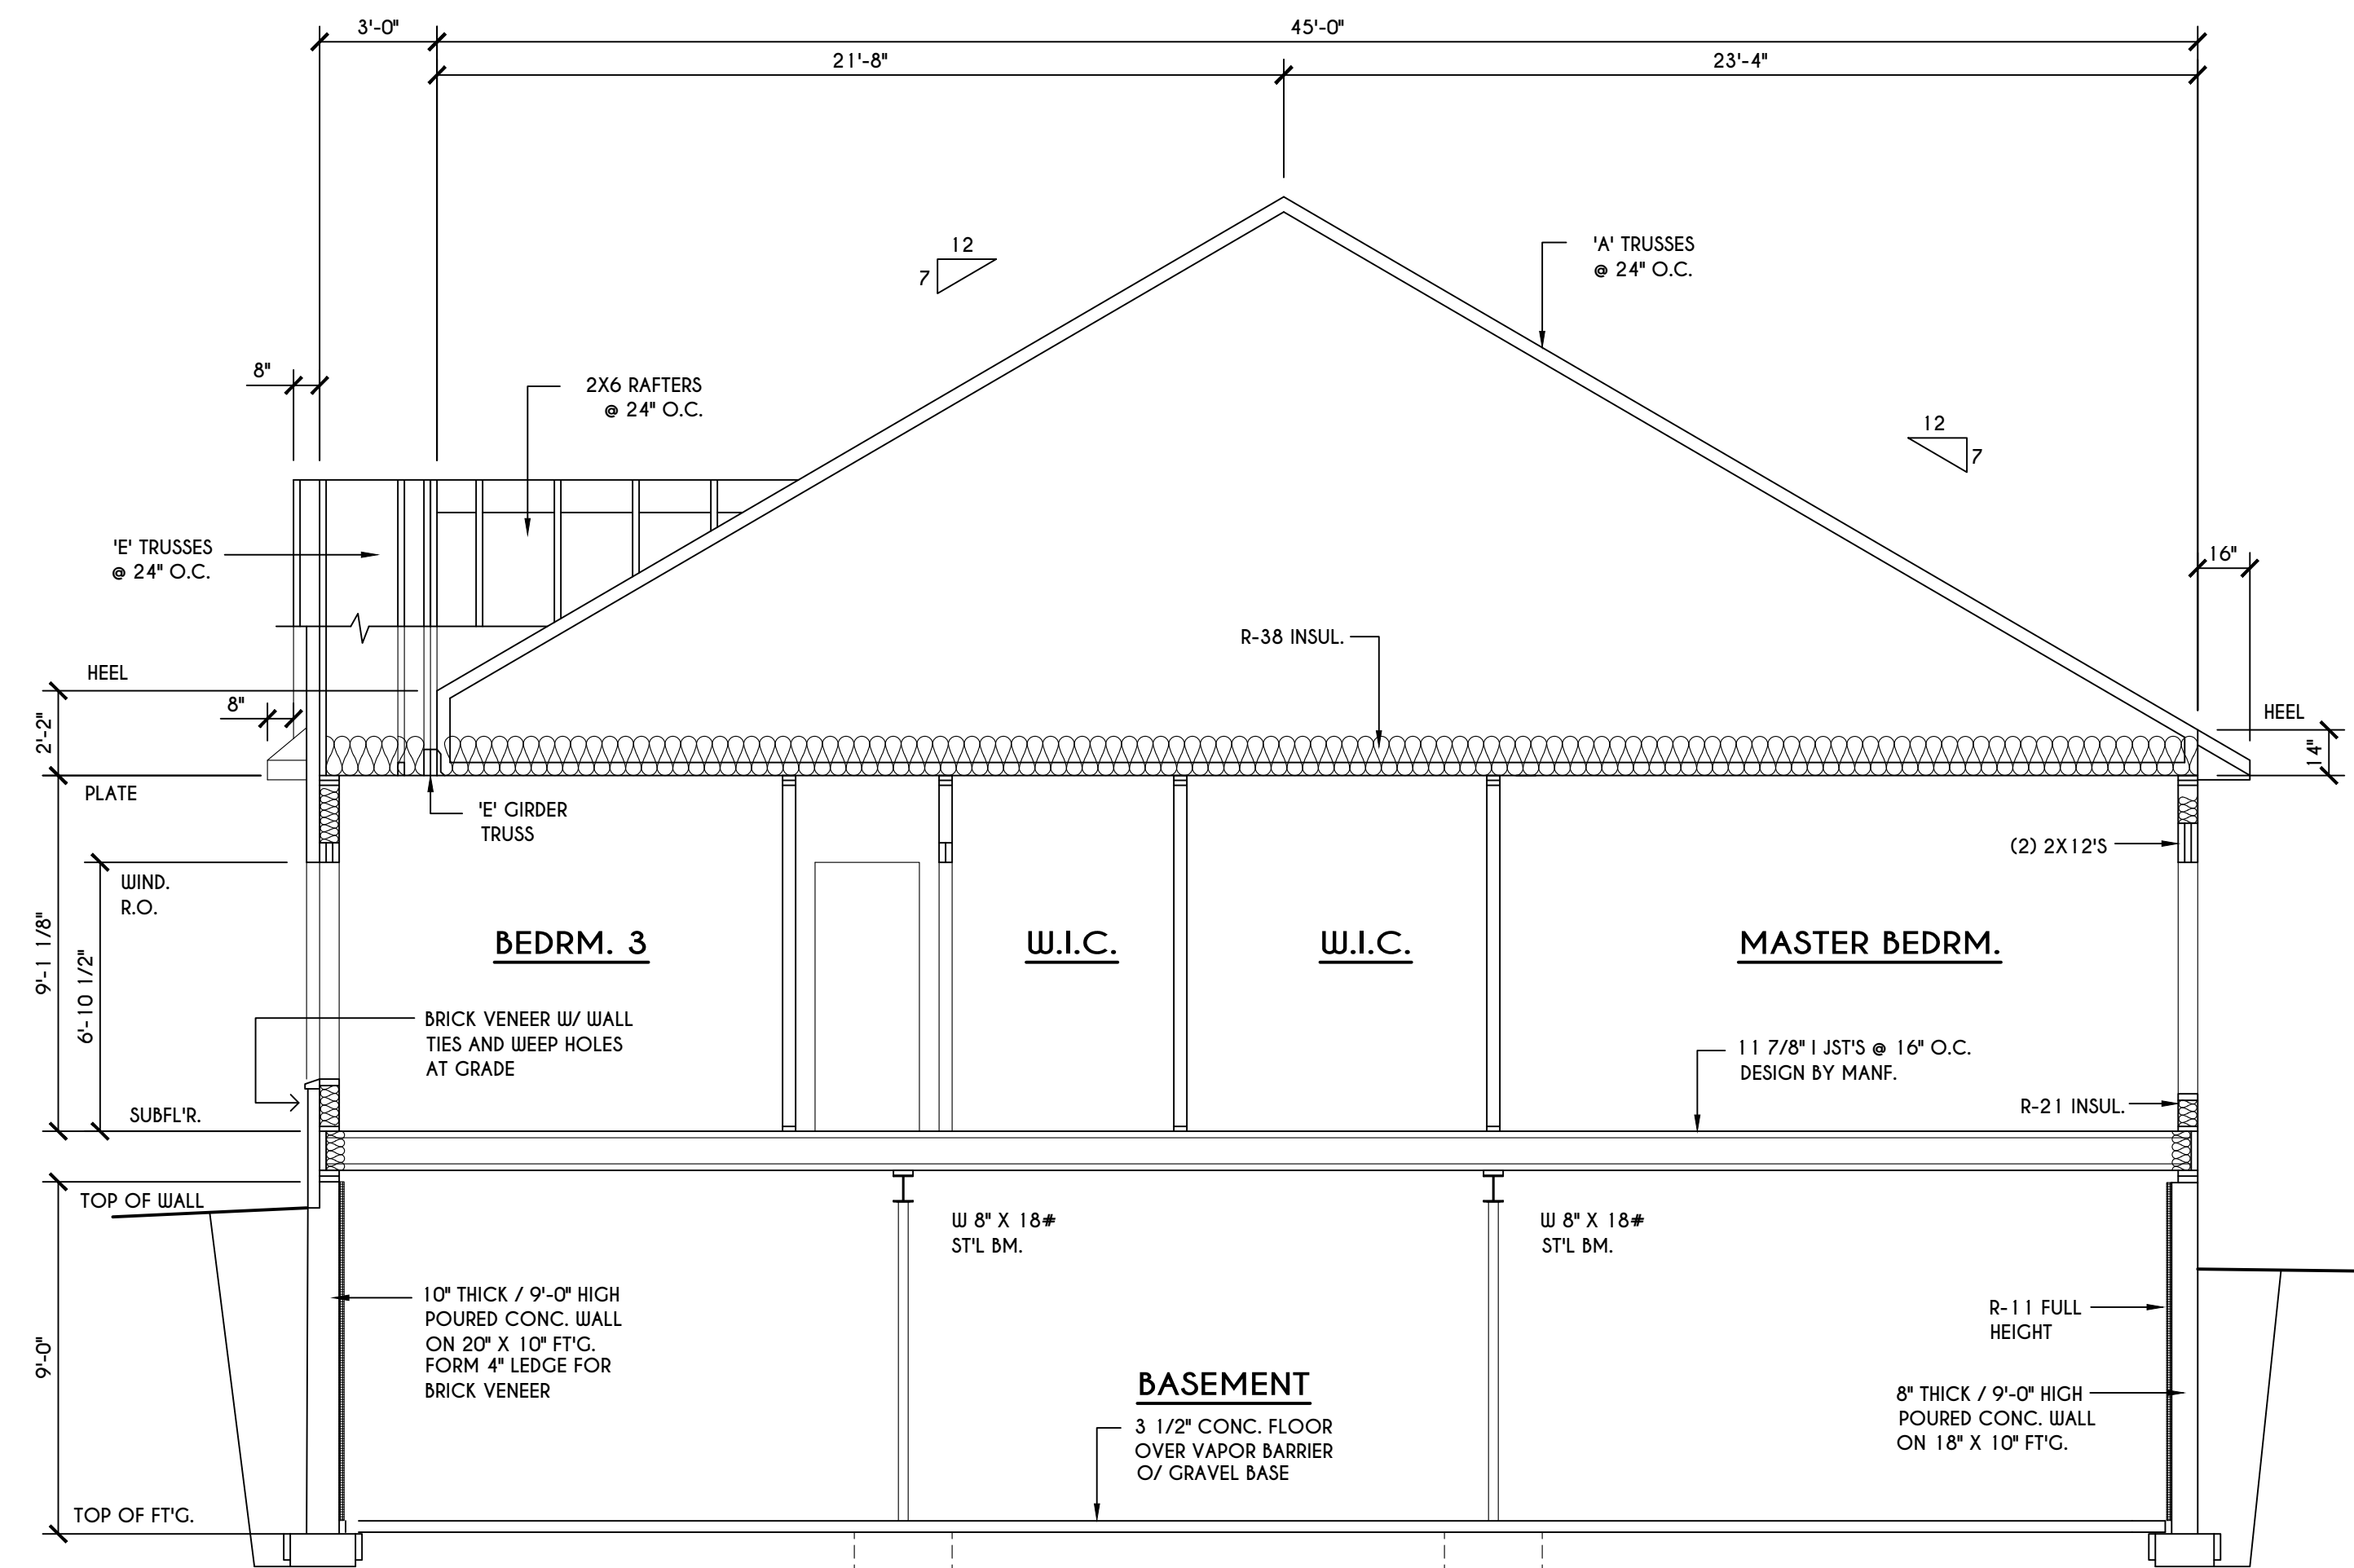 3'-0"
45'-0"
21'-8"
23'-4"
12
7
'A' TRUSSES
@ 24" O.C.
8"
2X6 RAFTERS
@ 24" O.C.
12
7
'E' TRUSSES
@ 24" O.C.
16"
R-38 INSUL.
HEEL
8"
2'-2"
HEEL
14"
PLATE
'E' GIRDER
TRUSS
(2) 2X12'S
WIND.
R.O.
9'-1 1/8"
6'-10 1/2"
BEDRM. 3
W.I.C.
W.I.C.
MASTER BEDRM.
BRICK VENEER W/ WALL
TIES AND WEEP HOLES
AT GRADE
11 7/8" I JST'S @ 16" O.C.
DESIGN BY MANF.
SUBFL'R.
R-21 INSUL.
TOP OF WALL
W 8" X 18#
ST'L BM.
W 8" X 18#
ST'L BM.
10" THICK / 9'-0" HIGH
POURED CONC. WALL
ON 20" X 10" FT'G.
FORM 4" LEDGE FOR
BRICK VENEER
R-11 FULL
HEIGHT
9'-0"
BASEMENT
3 1/2" CONC. FLOOR
OVER VAPOR BARRIER
O/ GRAVEL BASE
8" THICK / 9'-0" HIGH
POURED CONC. WALL
ON 18" X 10" FT'G.
TOP OF FT'G.